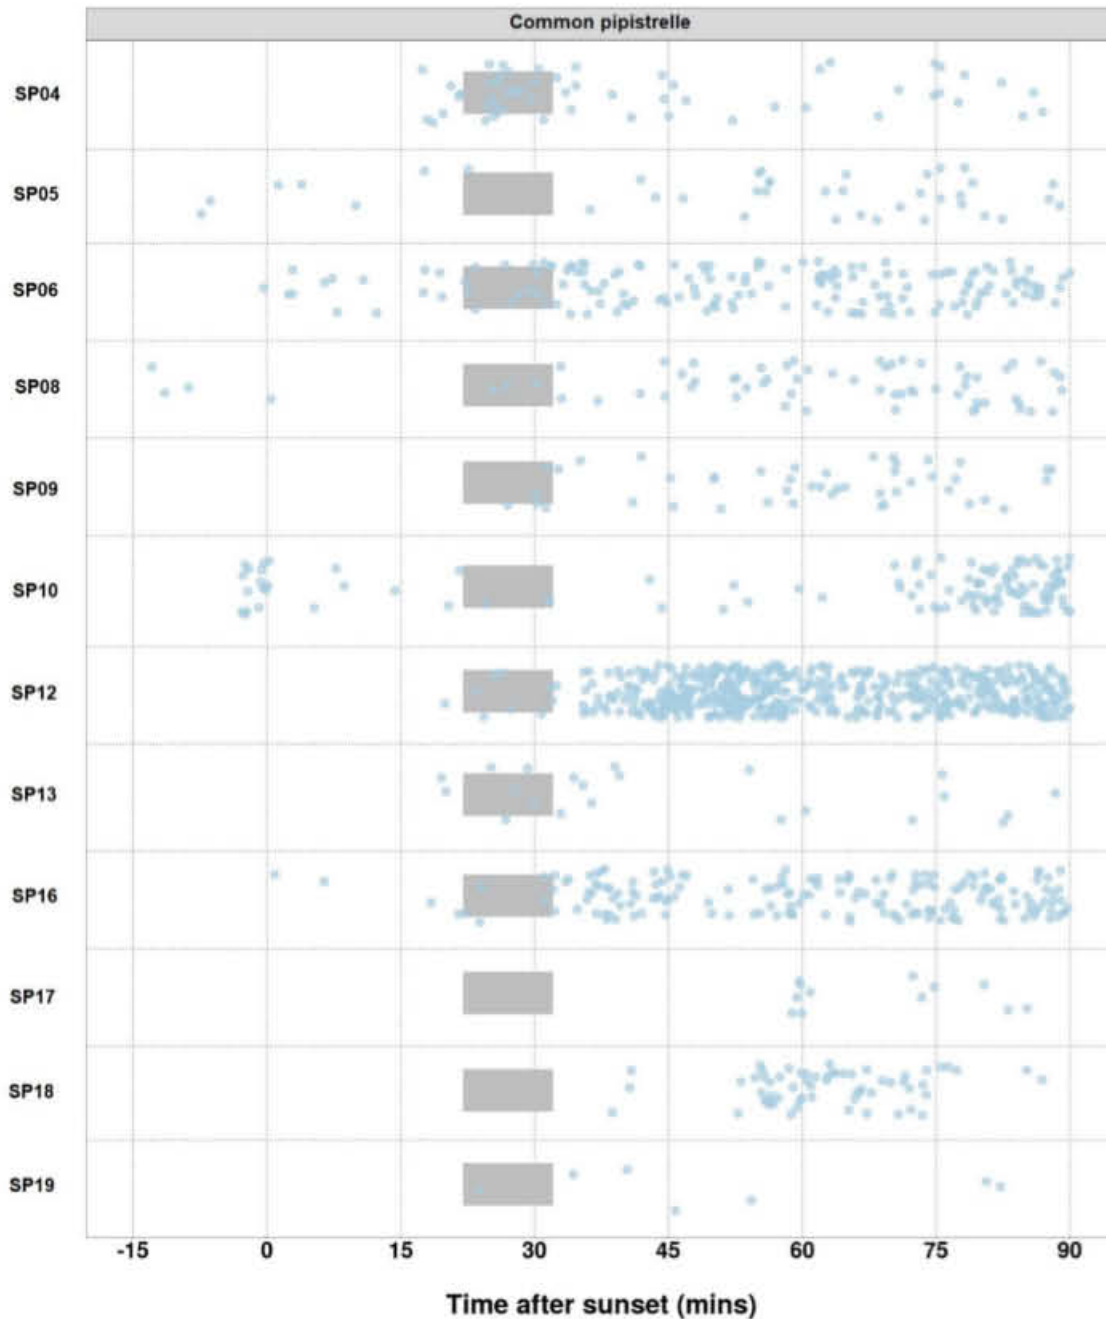 Common pipistrelle
SP04
SP05
SP06
SP08
SP09
SP10
SP12
SP13
SP16
SP17
SP18
SP19
-15 0 15 30 45 60 75 90
Time after sunset (mins)